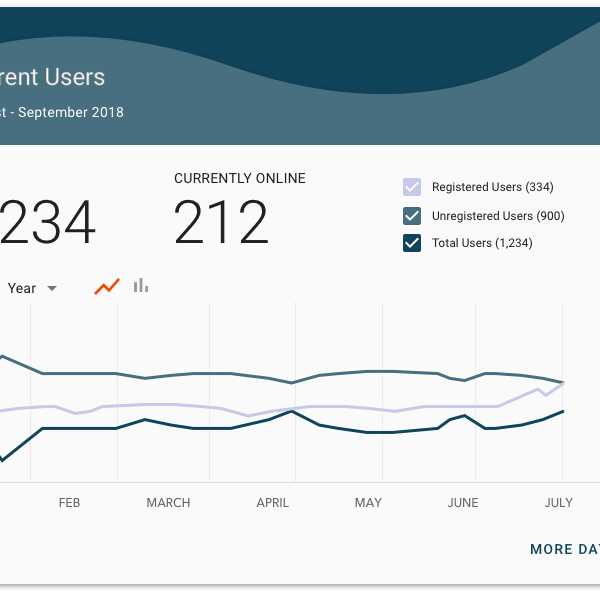 rent Users
t - September 2018
CURRENTLY ONLINE
234
212
Registered Users (334)
Unregistered Users (900)
Total Users (1,234)
Year
FEB MARCH APRIL MAY JUNE JULY
MORE DA